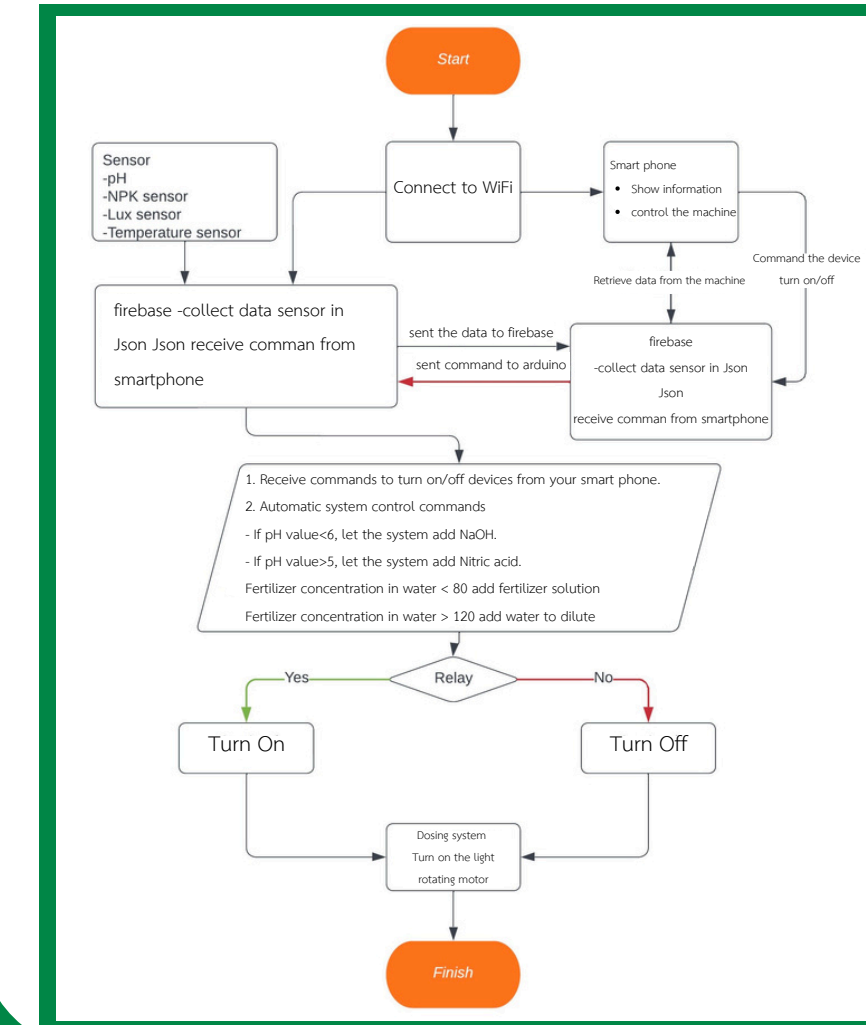 Start
Sensor
-pH
-NPK sensor
-Lux sensor
-Temperature sensor
Connect to WiFi
Smart phone
• Show information
• control the machine
Command the device
turn on/off
Retrieve data from the machine
firebase -collect data sensor in
Json Json receive comman from
smartphone
sent the data to firebase
sent command to arduino
firebase
-collect data sensor in Json
Json
receive comman from smartphone
1. Receive commands to turn on/off devices from your smart phone.
2. Automatic system control commands
- If pH value<6, let the system add NaOH.
- If pH value>5, let the system add Nitric acid.
Fertilizer concentration in water < 80 add fertilizer solution
Fertilizer concentration in water > 120 add water to dilute
Yes
Relay
No
Turn On
Turn Off
Dosing system
Turn on the light
rotating motor
Finish